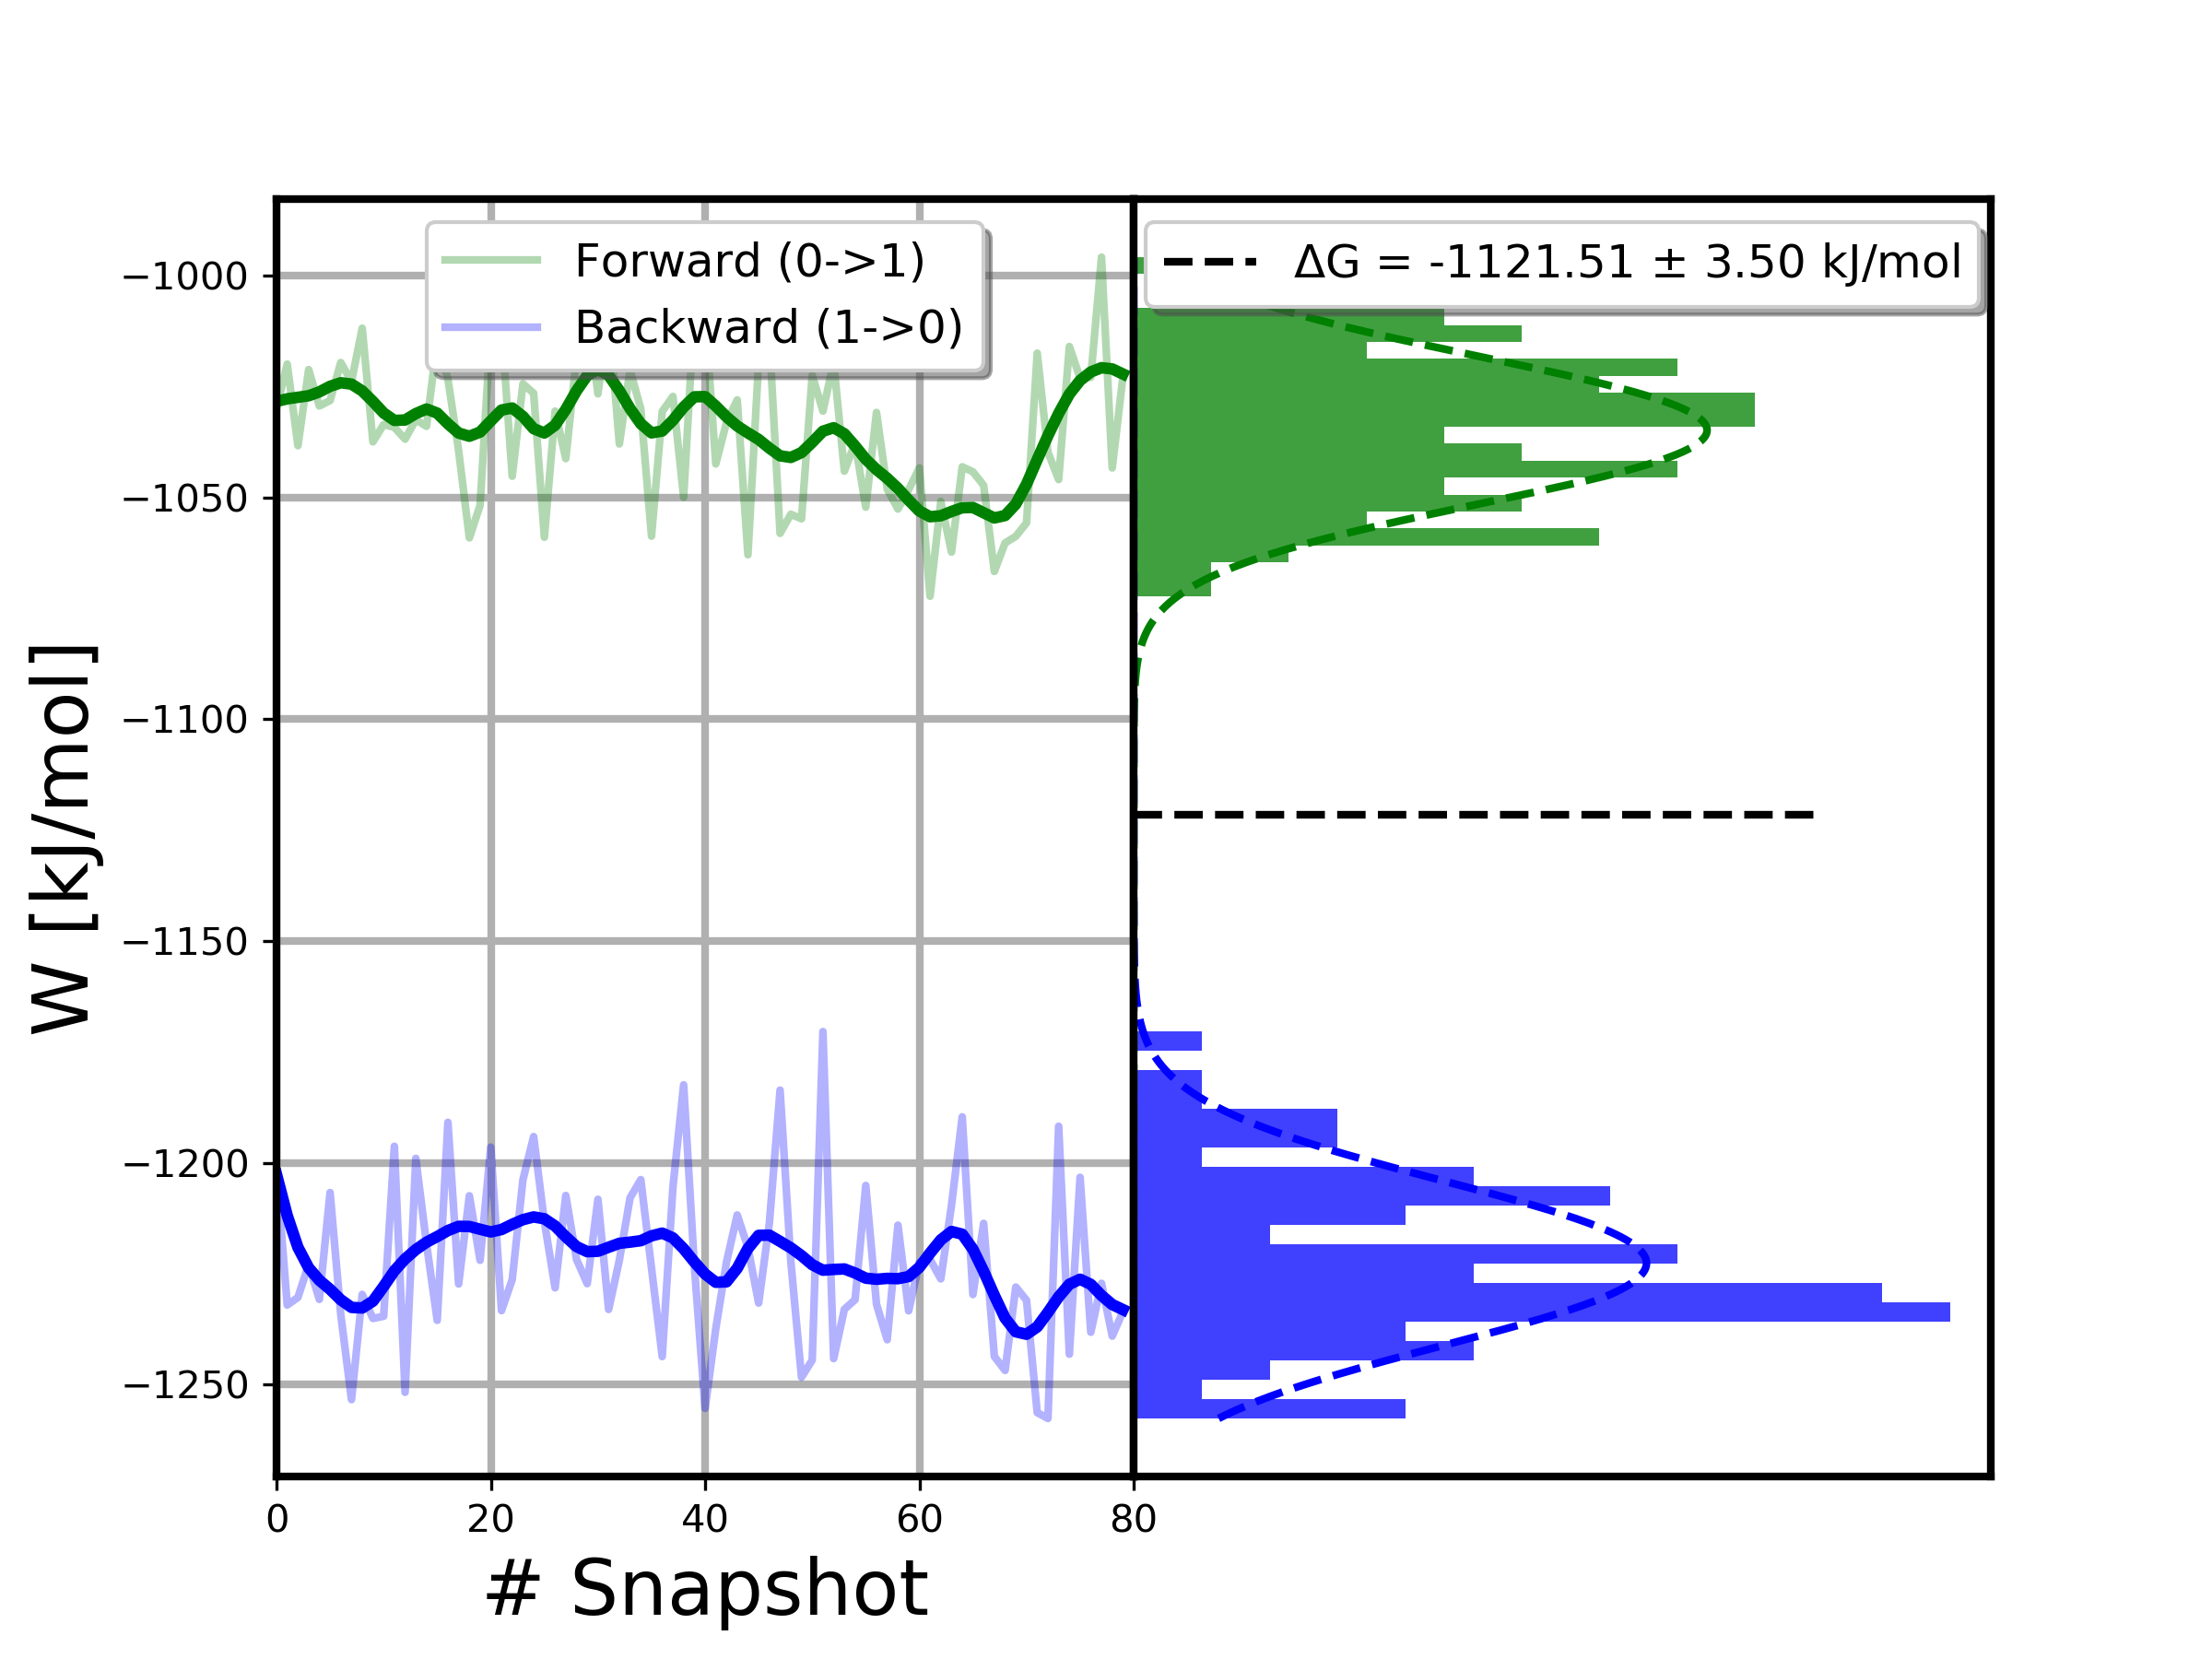 Forward (0->1)
Backward (1->0)
ΔG = -1121.51 ± 3.50 kJ/mol
W [kJ/mol]
−1000
−1050
−1100
−1150
−1200
−1250
0 20 40 60 80
# Snapshot